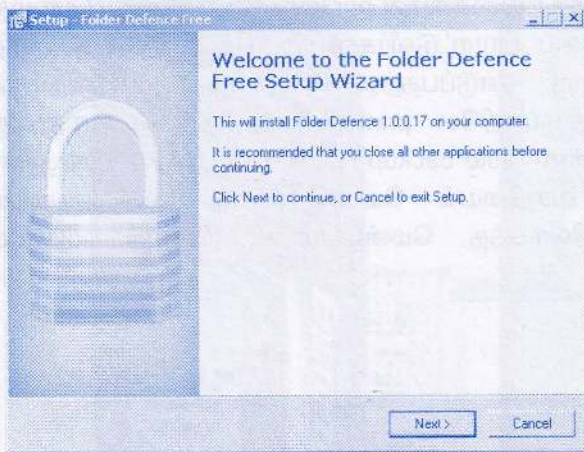 Setup - Folder Defence Free
Welcome to the Folder Defence
Free Setup Wizard
This will install Folder Defence 1.0.0.17 on your computer.
It is recommended that you close all other applications before
continuing.
Click Next to continue, or Cancel to exit Setup.
Next >
Cancel